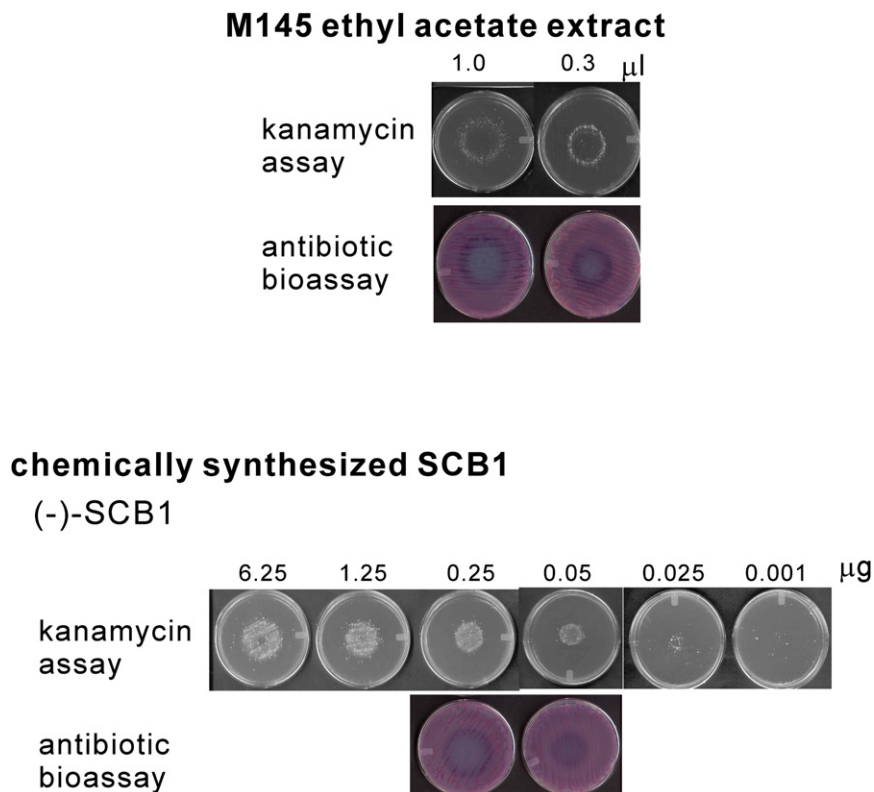 M145 ethyl acetate extract
1.0 0.3 μl
kanamycin
assay
antibiotic
bioassay
chemically synthesized SCB1
(-)-SCB1
6.25 1.25 0.25 0.05 0.025 0.001 μg
kanamycin
assay
antibiotic
bioassay